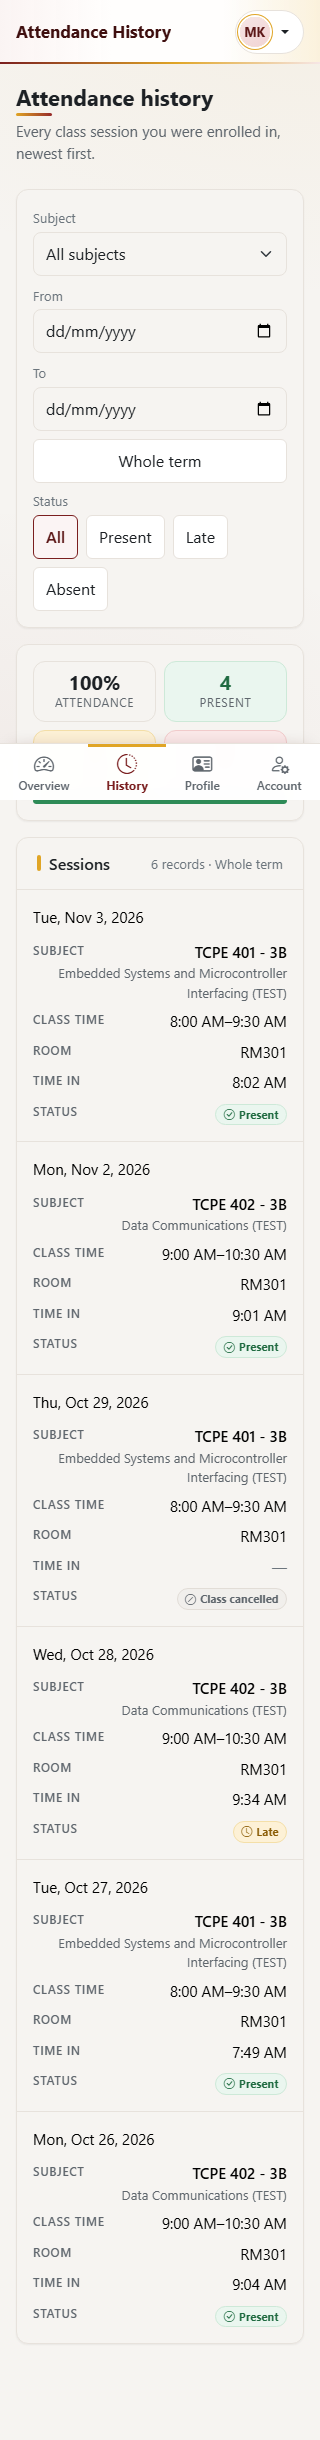 Attendance History
MK
Attendance history
Every class session you were enrolled in,
newest first.
Subject
All subjects
From
dd/mm/yyyy
To
dd/mm/yyyy
Whole term
Status
All
Present
Late
Absent
100%
ATTENDANCE
4
PRESENT
Overview
History
Profile
Account
Sessions
6 records · Whole term
Tue, Nov 3, 2026
SUBJECT TCPE 401 - 3B
Embedded Systems and Microcontroller
Interfacing (TEST)
CLASS TIME 8:00 AM–9:30 AM
ROOM RM301
TIME IN 8:02 AM
STATUS Present
Mon, Nov 2, 2026
SUBJECT TCPE 402 - 3B
Data Communications (TEST)
CLASS TIME 9:00 AM–10:30 AM
ROOM RM301
TIME IN 9:01 AM
STATUS Present
Thu, Oct 29, 2026
SUBJECT TCPE 401 - 3B
Embedded Systems and Microcontroller
Interfacing (TEST)
CLASS TIME 8:00 AM–9:30 AM
ROOM RM301
TIME IN —
STATUS Class cancelled
Wed, Oct 28, 2026
SUBJECT TCPE 402 - 3B
Data Communications (TEST)
CLASS TIME 9:00 AM–10:30 AM
ROOM RM301
TIME IN 9:34 AM
STATUS Late
Tue, Oct 27, 2026
SUBJECT TCPE 401 - 3B
Embedded Systems and Microcontroller
Interfacing (TEST)
CLASS TIME 8:00 AM–9:30 AM
ROOM RM301
TIME IN 7:49 AM
STATUS Present
Mon, Oct 26, 2026
SUBJECT TCPE 402 - 3B
Data Communications (TEST)
CLASS TIME 9:00 AM–10:30 AM
ROOM RM301
TIME IN 9:04 AM
STATUS Present